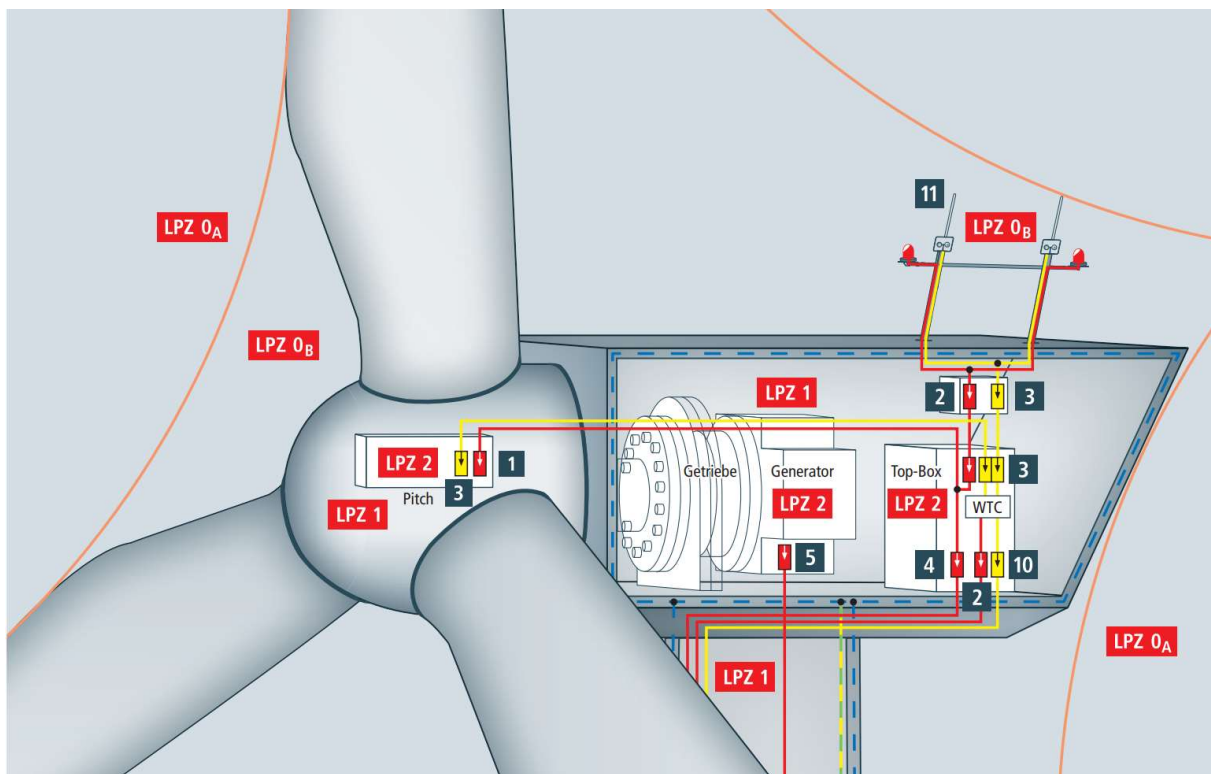 11
LPZ 0A
LPZ 0B
LPZ 0B
LPZ 1
2
3
LPZ 2
1
3
Pitch
LPZ 1
Getriebe
Generator
LPZ 2
Top-Box
LPZ 2
3
WTC
5
4
2
10
LPZ 1
LPZ 0A